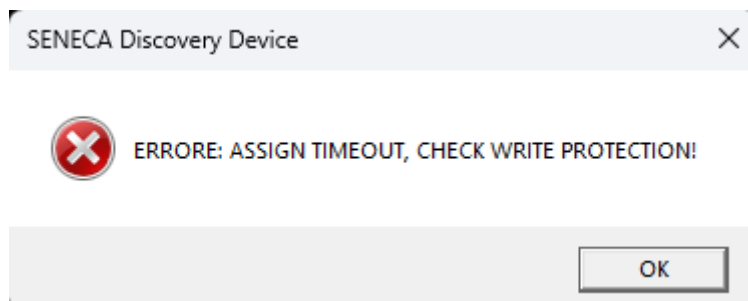 SENECA Discovery Device
ERRORE: ASSIGN TIMEOUT, CHECK WRITE PROTECTION!
OK